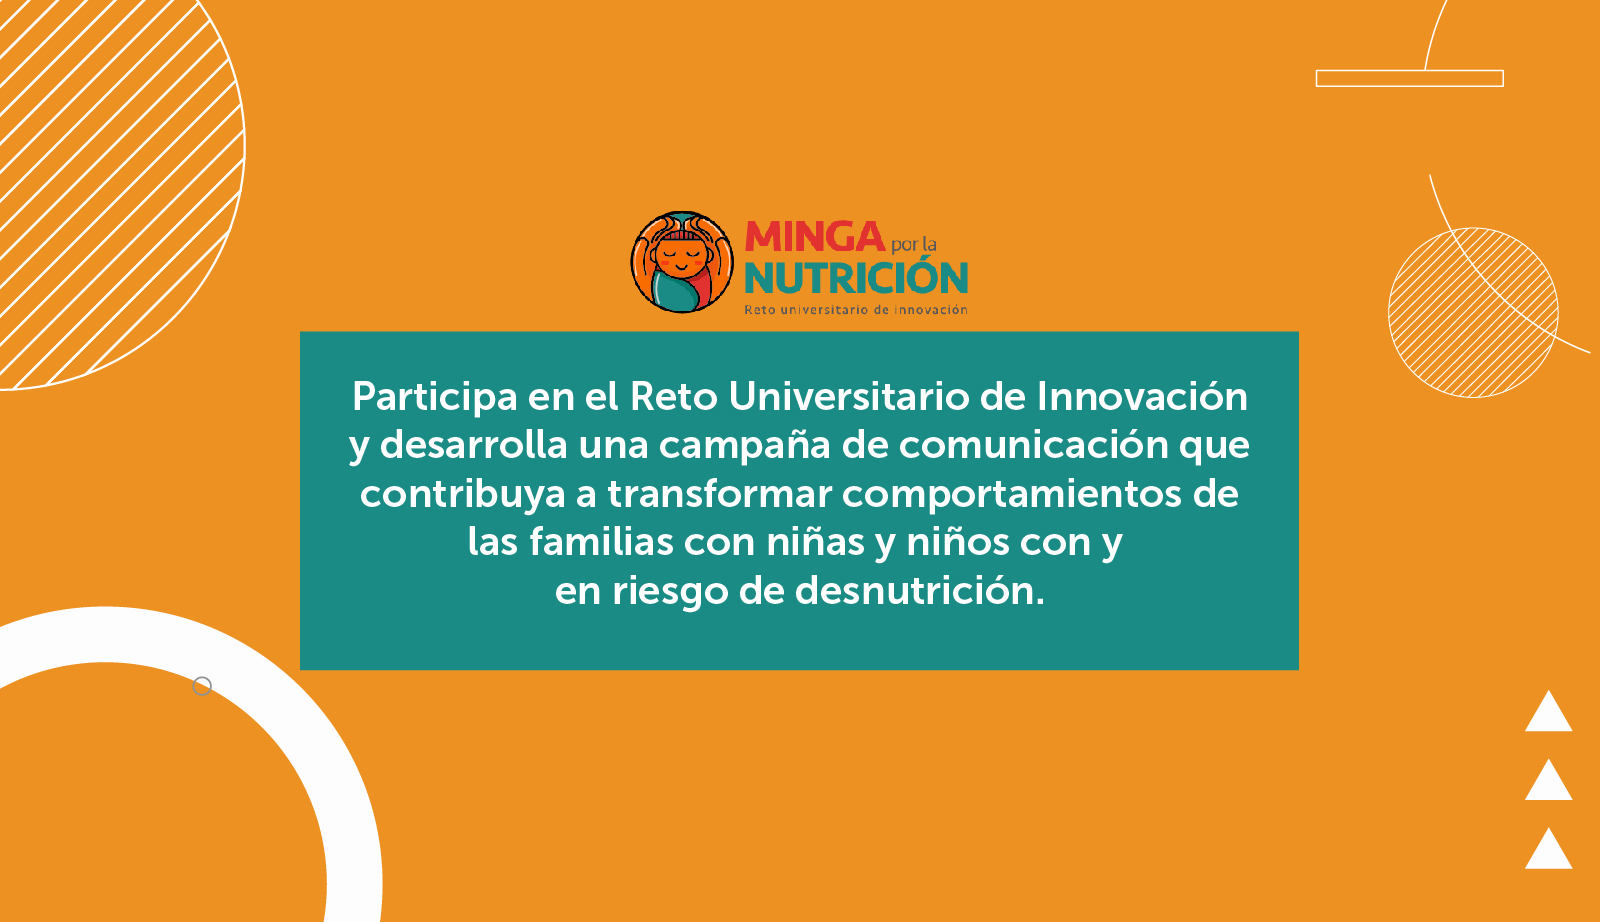 MINGA por la
NUTRICIÓN
Reto universitario de innovación
Participa en el Reto Universitario de Innovación
y desarrolla una campaña de comunicación que
contribuya a transformar comportamientos de
las familias con niñas y niños con y
en riesgo de desnutrición.